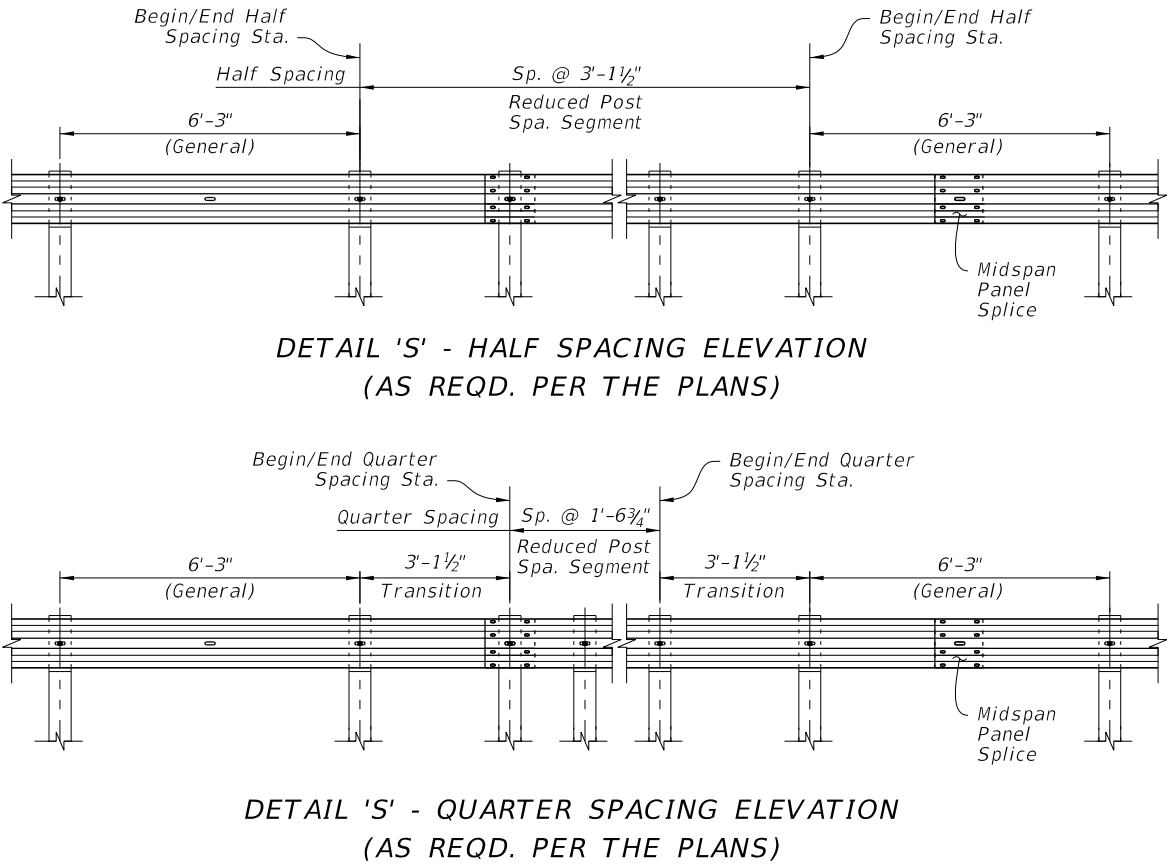 Begin/End Half
Spacing Sta.
Begin/End Half
Spacing Sta.
Half Spacing
Sp. @ 3'-1½"
Reduced Post
Spa. Segment
6'-3"
(General)
6'-3"
(General)
Midspan
Panel
Splice
DETAIL 'S' - HALF SPACING ELEVATION
(AS REQD. PER THE PLANS)
Begin/End Quarter
Spacing Sta.
Begin/End Quarter
Spacing Sta.
Quarter Spacing
Sp. @ 1'-6¾"
Reduced Post
Spa. Segment
6'-3"
(General)
3'-1½"
Transition
3'-1½"
Transition
6'-3"
(General)
Midspan
Panel
Splice
DETAIL 'S' - QUARTER SPACING ELEVATION
(AS REQD. PER THE PLANS)